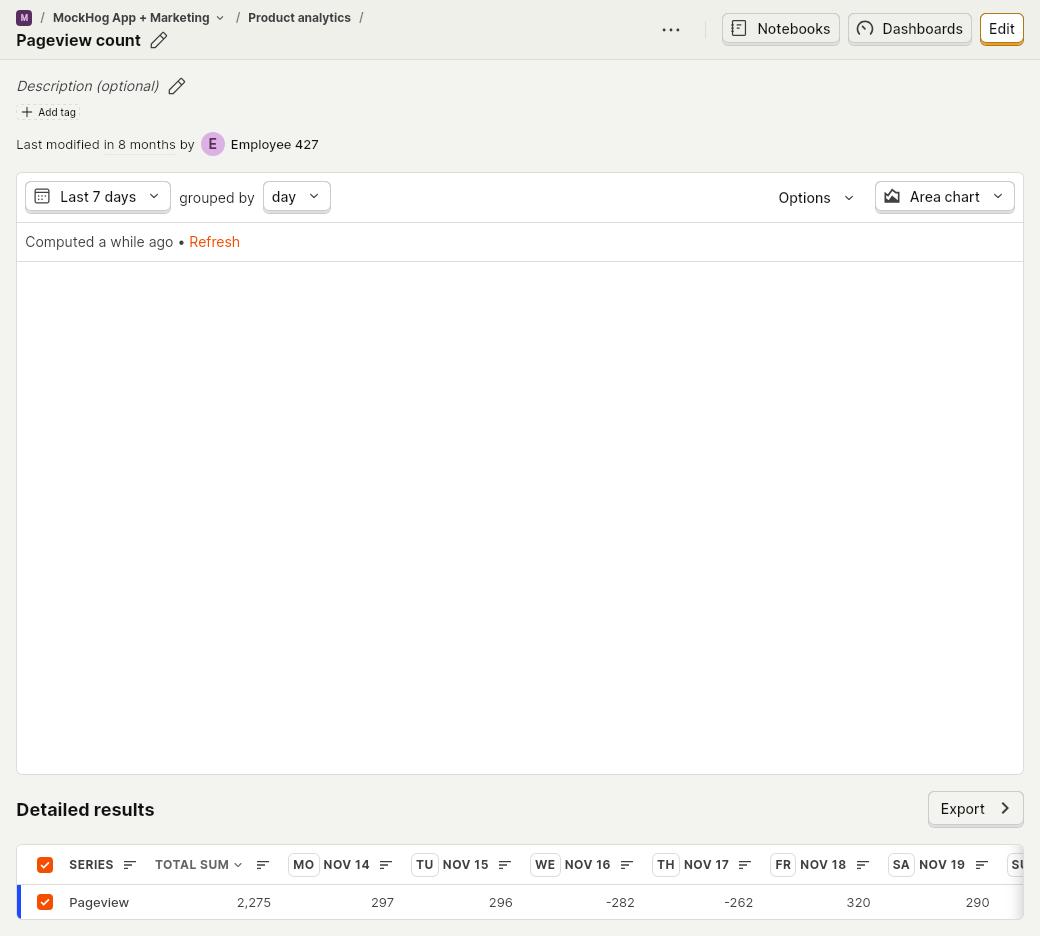 M / MockHog App + Marketing / Product analytics /
Pageview count
Notebooks
Dashboards
Edit
Description (optional)
Add tag
Last modified in 8 months by E Employee 427
Last 7 days grouped by day
Options
Area chart
Computed a while ago • Refresh
Detailed results
Export
SERIES TOTAL SUM MO NOV 14 TU NOV 15 WE NOV 16 TH NOV 17 FR NOV 18 SA NOV 19
Pageview 2,275 297 296 -282 -262 320 290